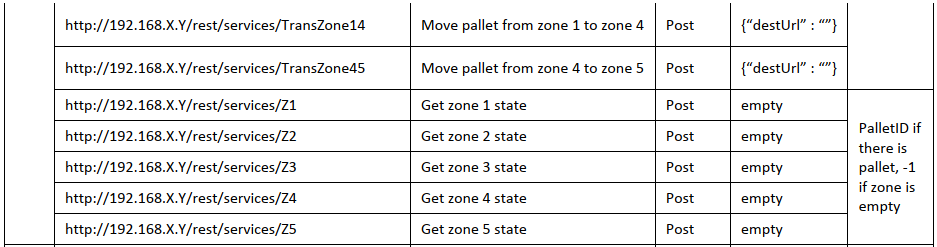 http://192.168.X.Y/rest/services/TransZone14 Move pallet from zone 1 to zone 4 Post {“destUrl” : “”}
http://192.168.X.Y/rest/services/TransZone45 Move pallet from zone 4 to zone 5 Post {“destUrl” : “”}
http://192.168.X.Y/rest/services/Z1 Get zone 1 state Post empty
http://192.168.X.Y/rest/services/Z2 Get zone 2 state Post empty
http://192.168.X.Y/rest/services/Z3 Get zone 3 state Post empty
http://192.168.X.Y/rest/services/Z4 Get zone 4 state Post empty
http://192.168.X.Y/rest/services/Z5 Get zone 5 state Post empty
PalletID if
there is
pallet, -1
if zone is
empty